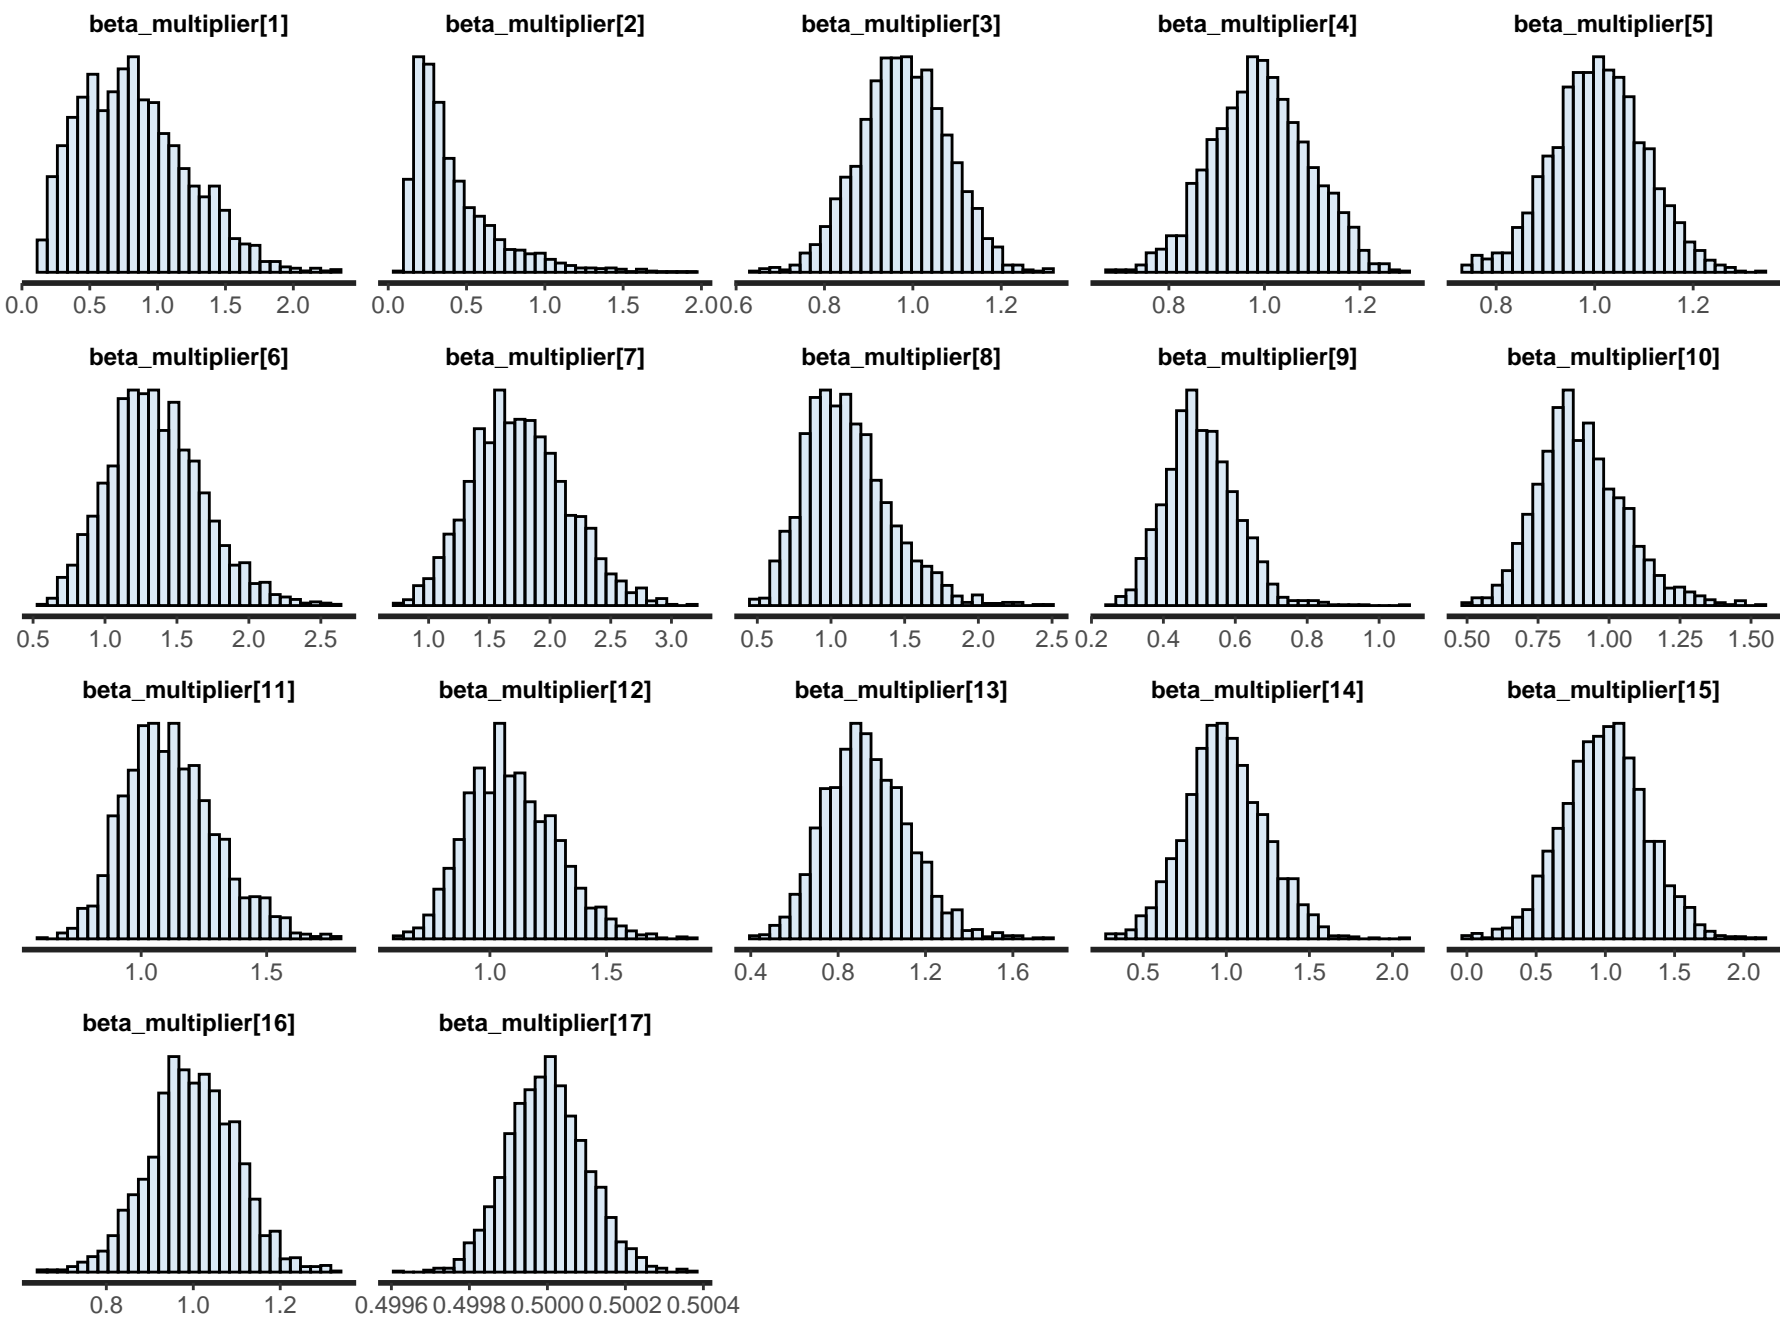 beta_multiplier[1] beta_multiplier[2] beta_multiplier[3] beta_multiplier[4] beta_multiplier[5]
0.0 0.5 1.0 1.5 2.0 0.0 0.5 1.0 1.5 2.0 0.6 0.8 1.0 1.2 0.8 1.0 1.2 0.8 1.0 1.2
beta_multiplier[6] beta_multiplier[7] beta_multiplier[8] beta_multiplier[9] beta_multiplier[10]
0.5 1.0 1.5 2.0 2.5 1.0 1.5 2.0 2.5 3.0 0.5 1.0 1.5 2.0 2.5 0.2 0.4 0.6 0.8 1.0 0.50 0.75 1.00 1.25 1.50
beta_multiplier[11] beta_multiplier[12] beta_multiplier[13] beta_multiplier[14] beta_multiplier[15]
1.0 1.5 1.0 1.5 0.4 0.8 1.2 1.6 0.5 1.0 1.5 2.0 0.0 0.5 1.0 1.5 2.0
beta_multiplier[16] beta_multiplier[17]
0.8 1.0 1.2 0.4996 0.4998 0.5000 0.5002 0.5004